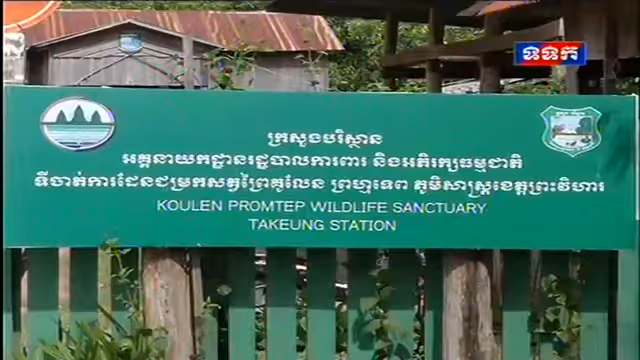 ទទក
ក្រសួងបរិស្ថាន
អគ្គនាយកដ្ឋានរដ្ឋបាលការពារ និងអភិរក្សធម្មជាតិ
ទីចាត់ការដែនជម្រកសត្វព្រៃគូលែន ព្រហ្មទេព ភូមិសាស្ត្រខេត្តព្រះវិហារ
KOULEN PROMTEP WILDLIFE SANCTUARY
TAKEUNG STATION